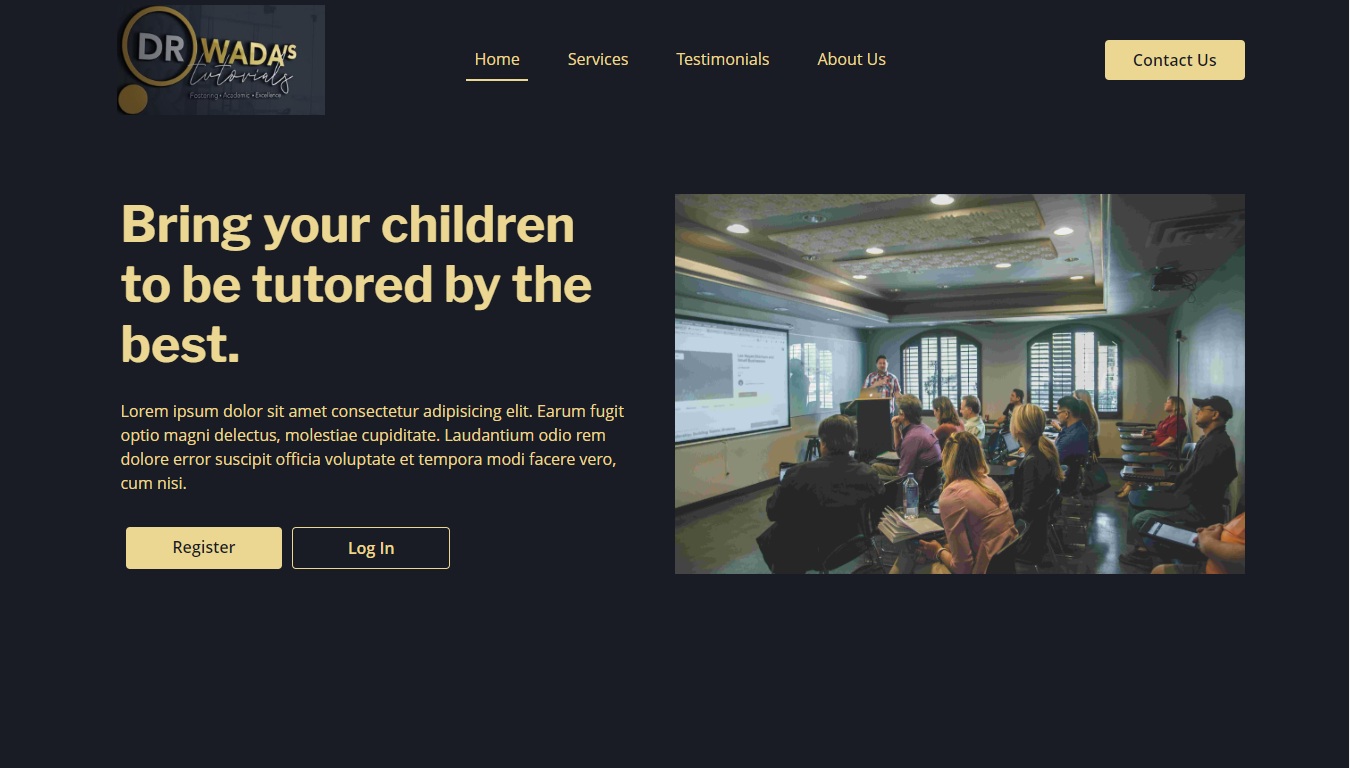 DR WADA's
tutorials
Fostering • Academic • Excellence
Home
Services
Testimonials
About Us
Contact Us
Bring your children
to be tutored by the
best.
Lorem ipsum dolor sit amet consectetur adipisicing elit. Earum fugit
optio magni delectus, molestiae cupiditate. Laudantium odio rem
dolore error suscipit officia voluptate et tempora modi facere vero,
cum nisi.
Register
Log In